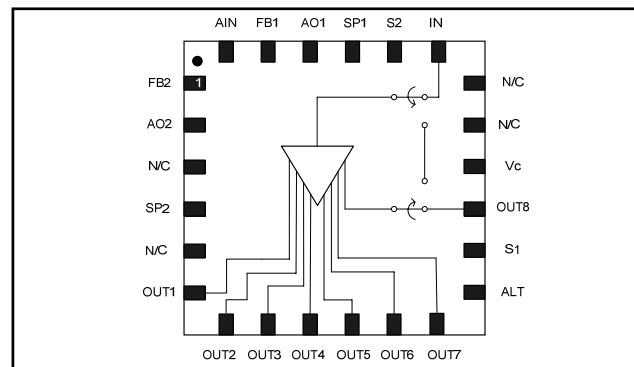 AIN FB1 AO1 SP1 S2 IN
FB2 1 N/C
AO2 N/C
N/C Vc
SP2 OUT8
N/C S1
OUT1 ALT
OUT2 OUT3 OUT4 OUT5 OUT6 OUT7